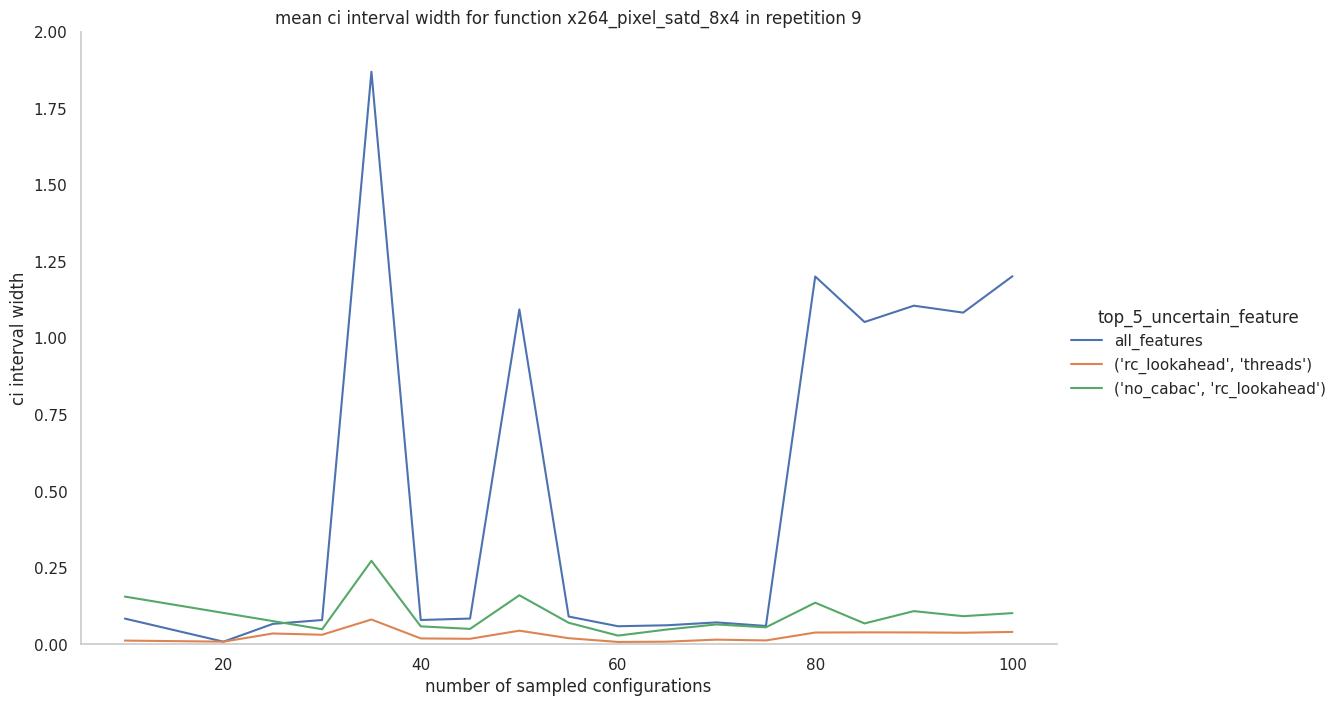 mean ci interval width for function x264_pixel_satd_8x4 in repetition 9
2.00
1.75
1.50
1.25
1.00
0.75
0.50
0.25
0.00
ci interval width
20
40
60
80
100
number of sampled configurations
top_5_uncertain_feature
all_features
('rc_lookahead', 'threads')
('no_cabac', 'rc_lookahead')